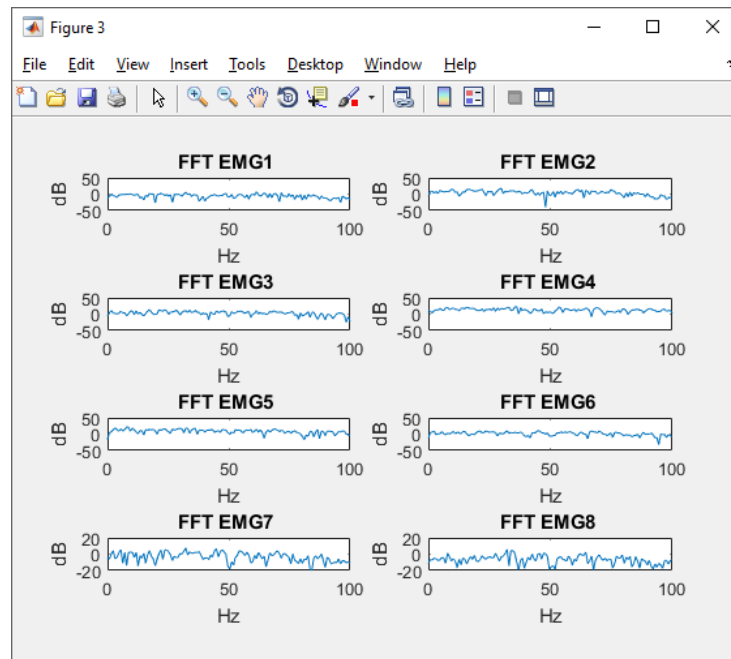 Figure 3
File Edit View Insert Tools Desktop Window Help
FFT EMG1
50
0
-50
dB
0 50 100
Hz
FFT EMG2
50
0
-50
dB
0 50 100
Hz
FFT EMG3
50
0
-50
dB
0 50 100
Hz
FFT EMG4
50
0
-50
dB
0 50 100
Hz
FFT EMG5
50
0
-50
dB
0 50 100
Hz
FFT EMG6
50
0
-50
dB
0 50 100
Hz
FFT EMG7
20
0
-20
dB
0 50 100
Hz
FFT EMG8
20
0
-20
dB
0 50 100
Hz